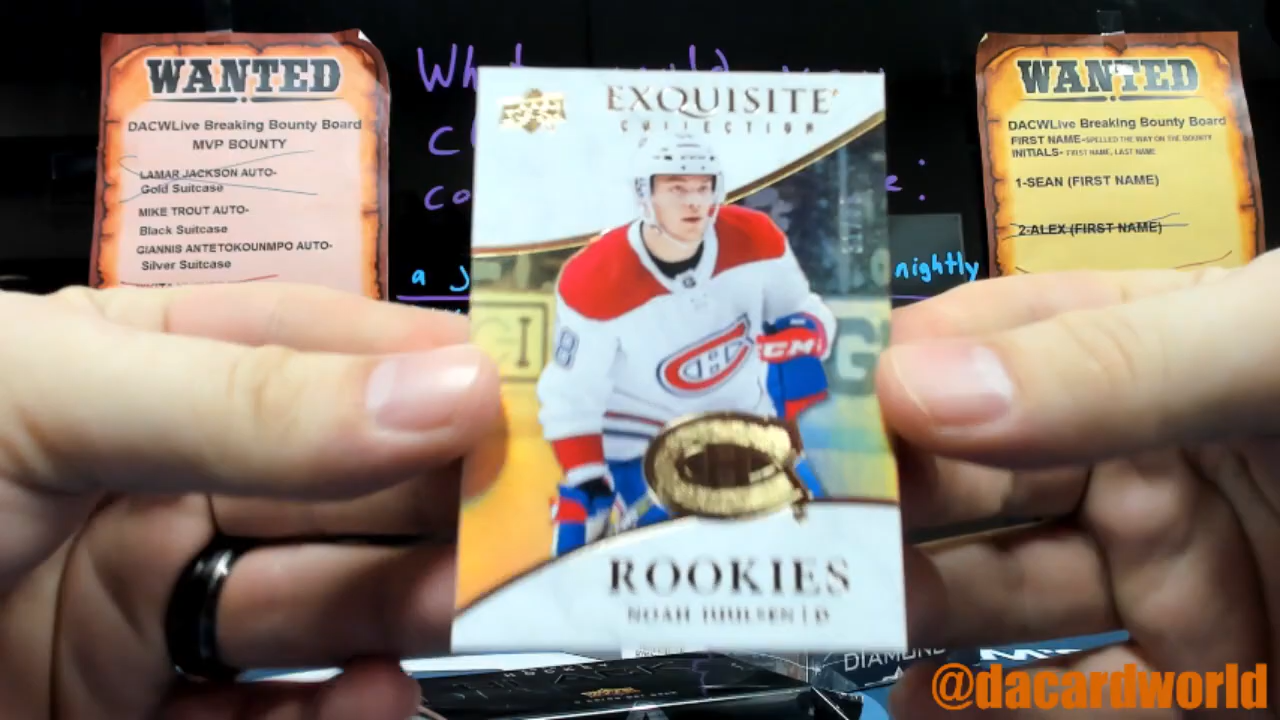 WANTED
DACWLive Breaking Bounty Board
MVP BOUNTY
LAMAR JACKSON AUTO-
Gold Suitcase
MIKE TROUT AUTO-
Black Suitcase
GIANNIS ANTETOKOUNMPO AUTO-
Silver Suitcase
EXQUISITE
COLLECTION
8
CCM
ROOKIES
NOAH JUULSEN | D
WANTED
DACWLive Breaking Bounty Board
FIRST NAME-SPELLED THE WAY ON THE BOUNTY
INITIALS- FIRST NAME, LAST NAME
1-SEAN (FIRST NAME)
2-ALEX (FIRST NAME)
a
nightly
DIAMOND
@dacardworld